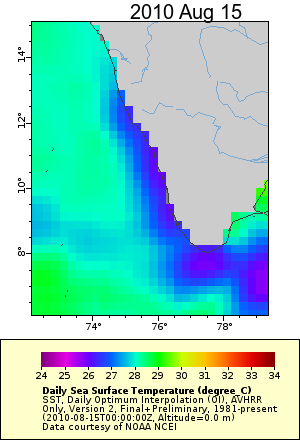 2010 Aug 15
14°
12°
10°
8°
74° 76° 78°
24 25 26 27 28 29 30 31 32 33 34
Daily Sea Surface Temperature (degree_C)
SST, Daily Optimum Interpolation (OI), AVHRR
Only, Version 2, Final+Preliminary, 1981-present
(2010-08-15T00:00:00Z, Altitude=0.0 m)
Data courtesy of NOAA NCEI